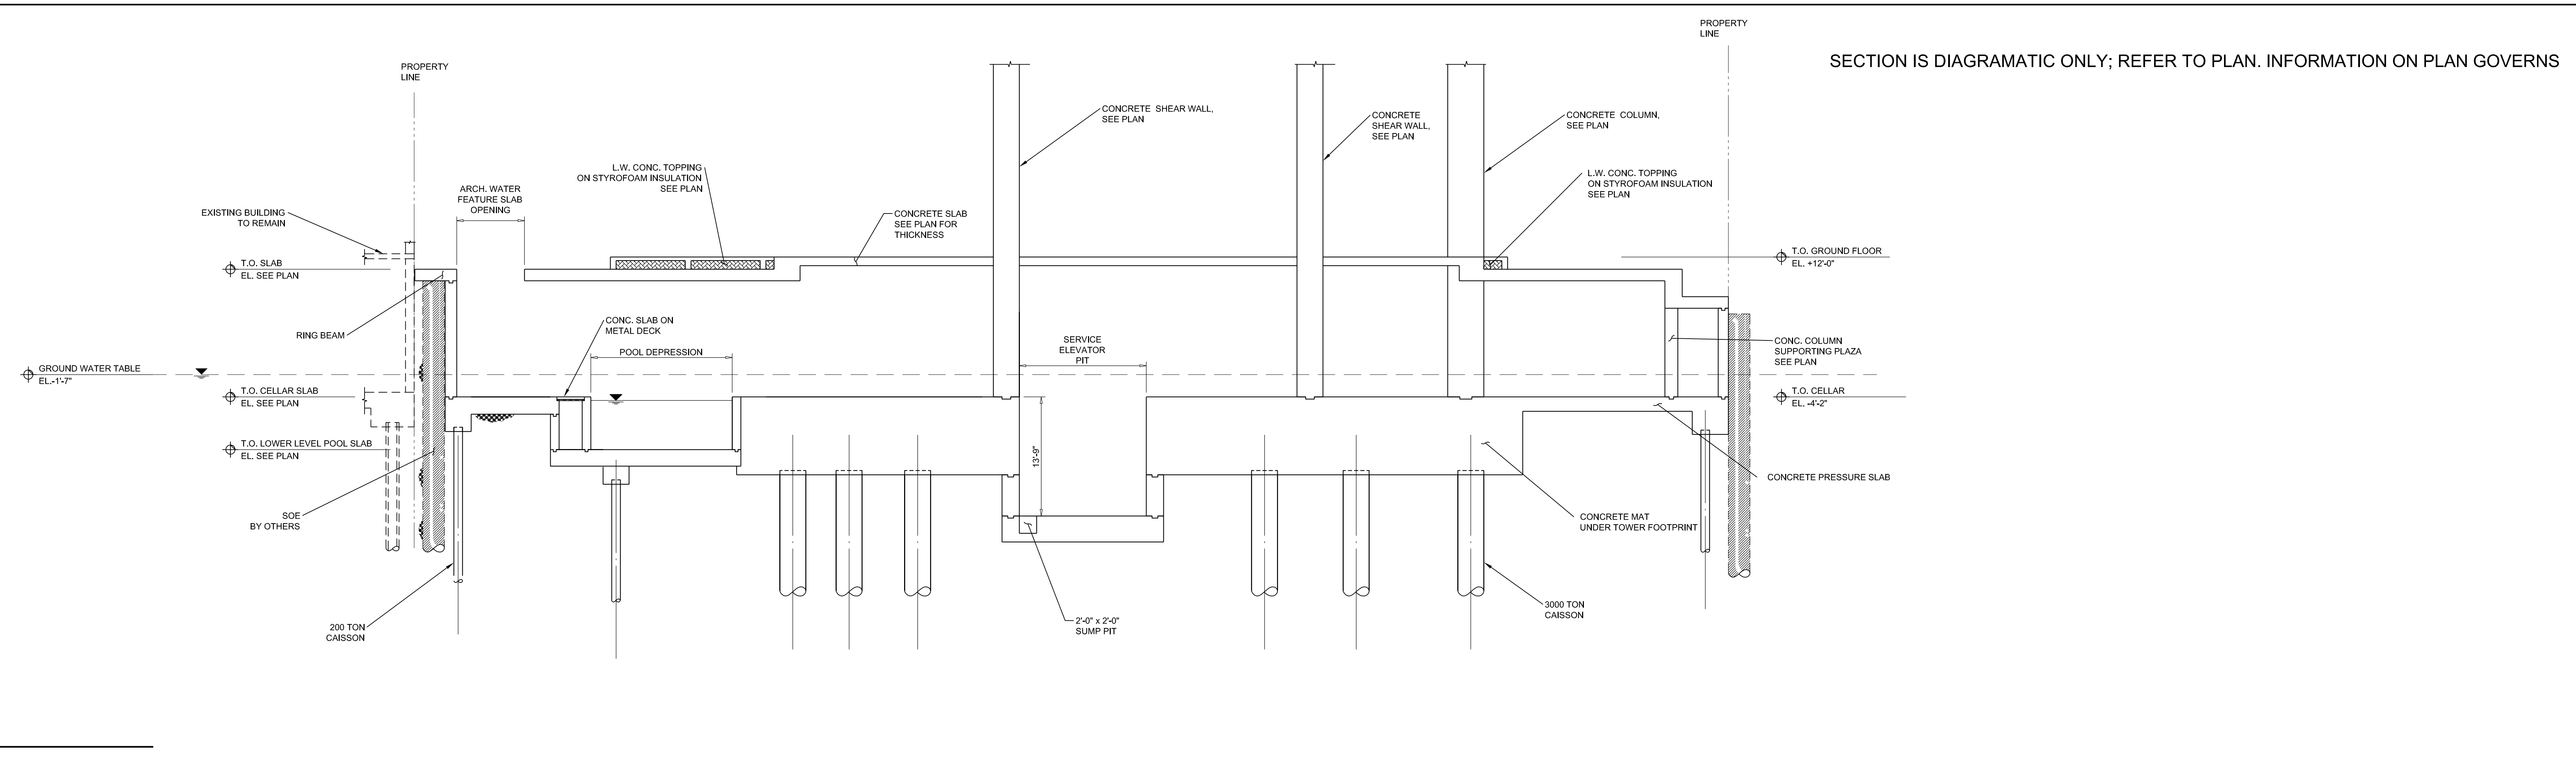 PROPERTY
LINE
SECTION IS DIAGRAMATIC ONLY; REFER TO PLAN. INFORMATION ON PLAN GOVERNS
PROPERTY
LINE
CONCRETE SHEAR WALL,
SEE PLAN
CONCRETE
SHEAR WALL,
SEE PLAN
CONCRETE COLUMN,
SEE PLAN
L.W. CONC. TOPPING
ON STYROFOAM INSULATION
SEE PLAN
L.W. CONC. TOPPING
ON STYROFOAM INSULATION
SEE PLAN
ARCH. WATER
FEATURE SLAB
OPENING
EXISTING BUILDING
TO REMAIN
CONCRETE SLAB
SEE PLAN FOR
THICKNESS
T.O. SLAB
EL. SEE PLAN
T.O. GROUND FLOOR
EL. +12'-0"
RING BEAM
CONC. SLAB ON
METAL DECK
POOL DEPRESSION
SERVICE
ELEVATOR
PIT
CONC. COLUMN
SUPPORTING PLAZA
SEE PLAN
GROUND WATER TABLE
EL.-1'-7"
T.O. CELLAR SLAB
EL. SEE PLAN
T.O. CELLAR
EL. -4'-2"
T.O. LOWER LEVEL POOL SLAB
EL. SEE PLAN
13'-9"
CONCRETE PRESSURE SLAB
SOE
BY OTHERS
CONCRETE MAT
UNDER TOWER FOOTPRINT
200 TON
CAISSON
2'-0" x 2'-0"
SUMP PIT
3000 TON
CAISSON